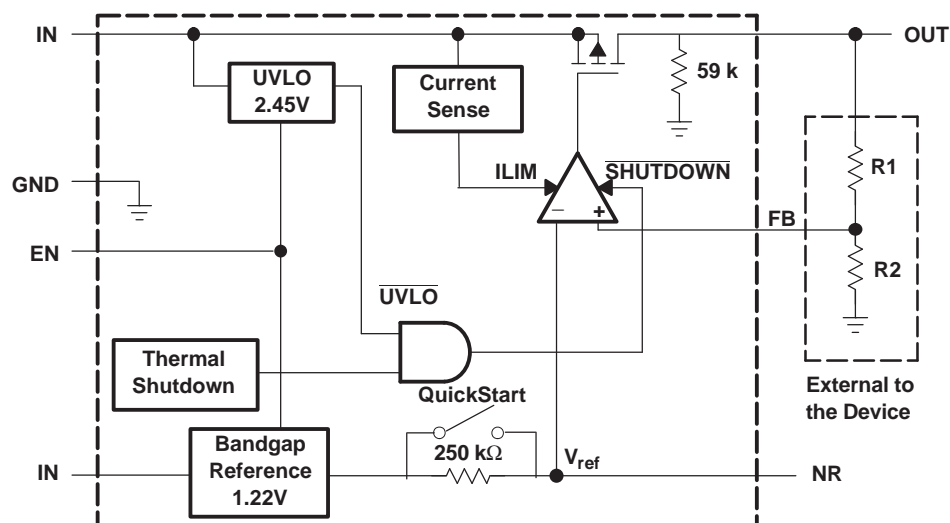 IN
OUT
UVLO
2.45V
Current
Sense
59 k
GND
ILIM
SHUTDOWN
R1
−
+
FB
EN
R2
UVLO
Thermal
Shutdown
QuickStart
External to
the Device
Bandgap
Reference
1.22V
250 kΩ
Vref
IN
NR